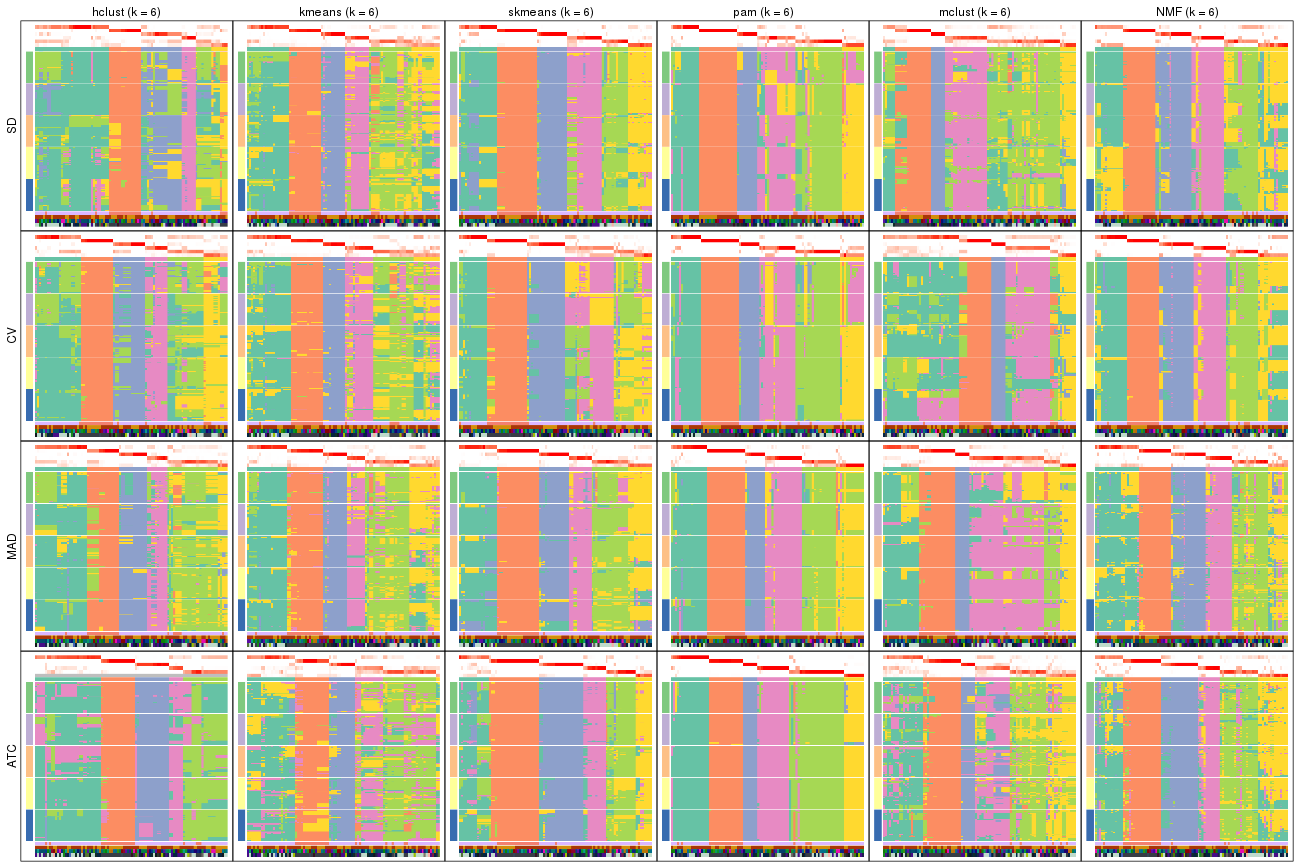 hclust (k = 6) kmeans (k = 6) skmeans (k = 6) pam (k = 6) mclust (k = 6) NMF (k = 6)
SD
CV
MAD
ATC